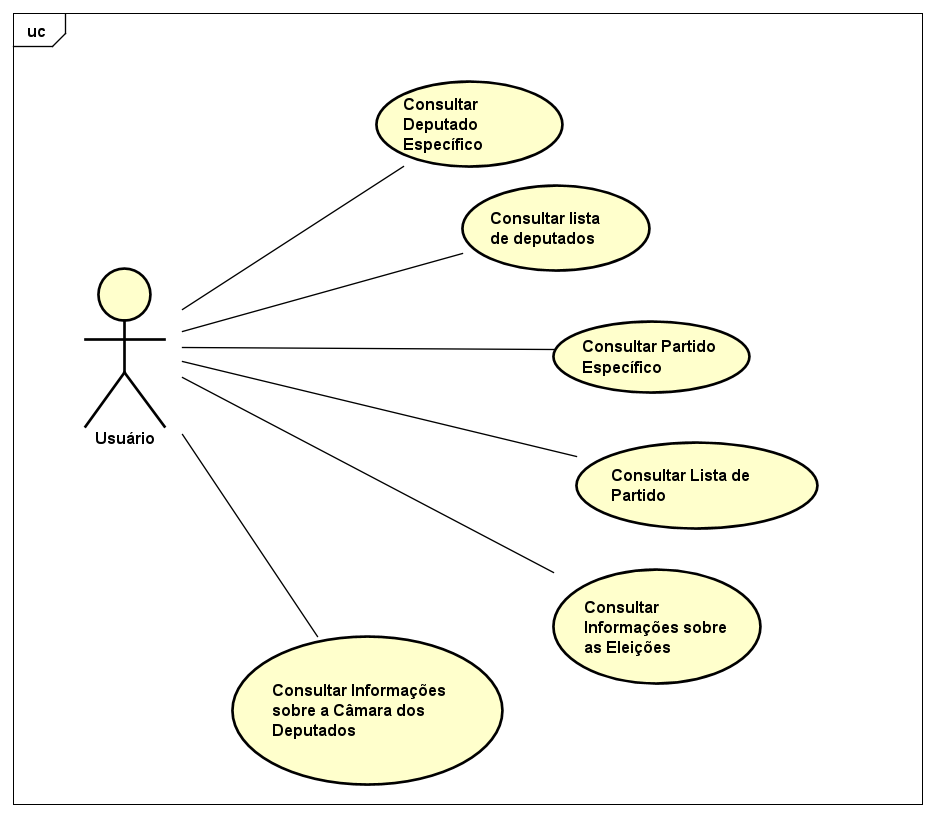 uc
Consultar
Deputado
Específico
Consultar lista
de deputados
Consultar Partido
Específico
Consultar Lista de
Partido
Usuário
Consultar
Informações sobre
as Eleições
Consultar Informações
sobre a Câmara dos
Deputados